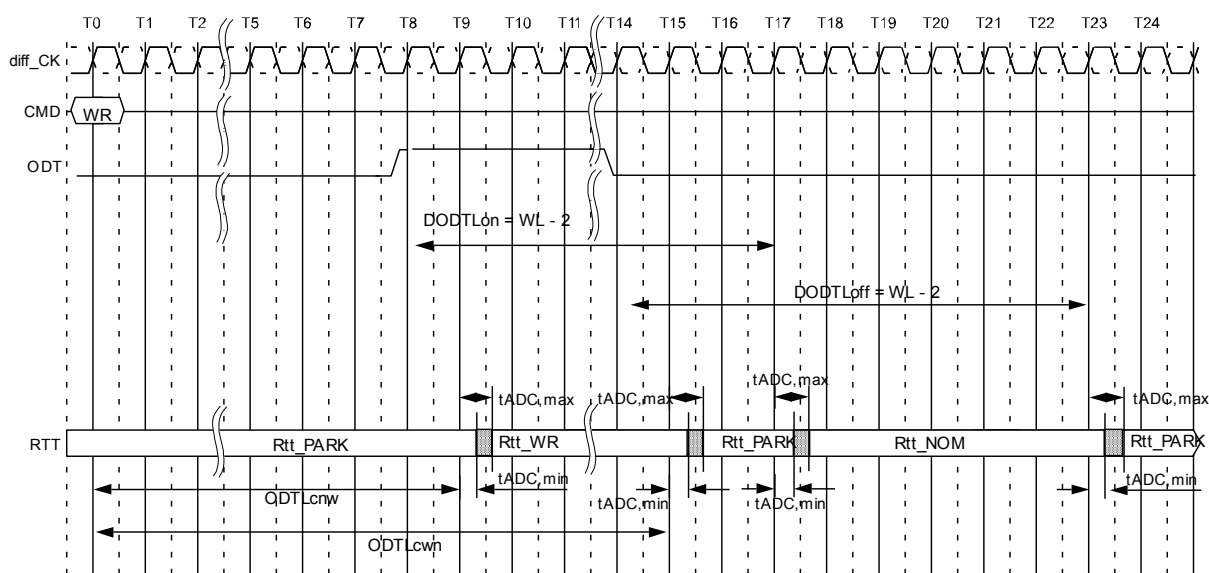 T0 T1 T2 T5 T6 T7 T8 T9 T10 T11 T14 T15 T16 T17 T18 T19 T20 T21 T22 T23 T24
diff_CK
CMD WR
ODT
DODTLon = WL - 2
DODTLoff = WL - 2
tADC,max
tADC,max tADC,max tADC,max
RTT Rtt_PARK Rtt_WR Rtt_PARK Rtt_NOM Rtt_PARK
tADC,min tADC,min
ODTLcnw tADC,min tADC,min
ODTLcwn